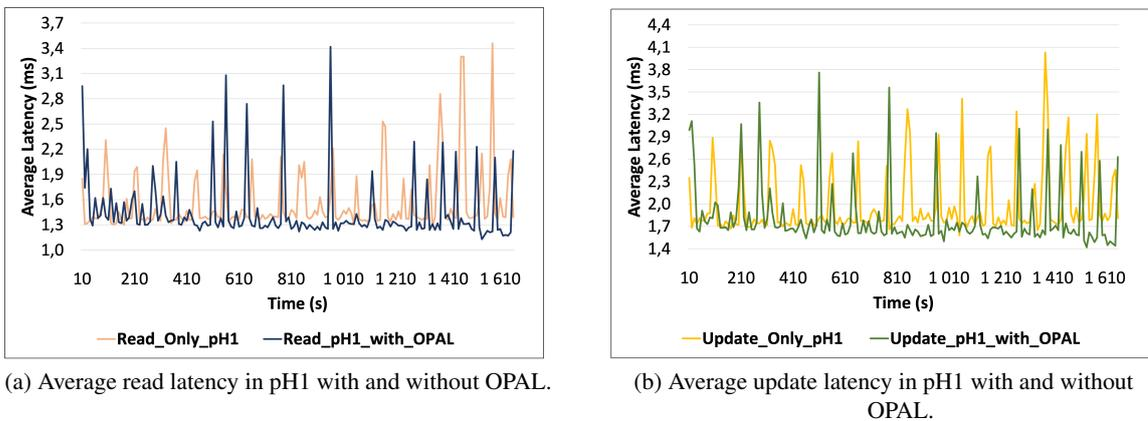 3,7
3,4
3,1
2,8
2,5
2,2
1,9
1,6
1,3
1,0
Average Latency (ms)
10 210 410 610 810 1 010 1 210 1 410 1 610
Time (s)
Read_Only_pH1 Read_pH1_with_OPAL
(a) Average read latency in pH1 with and without OPAL.
4,4
4,1
3,8
3,5
3,2
2,9
2,6
2,3
2,0
1,7
1,4
Average Latency (ms)
10 210 410 610 810 1 010 1 210 1 410 1 610
Time (s)
Update_Only_pH1 Update_pH1_with_OPAL
(b) Average update latency in pH1 with and without
OPAL.